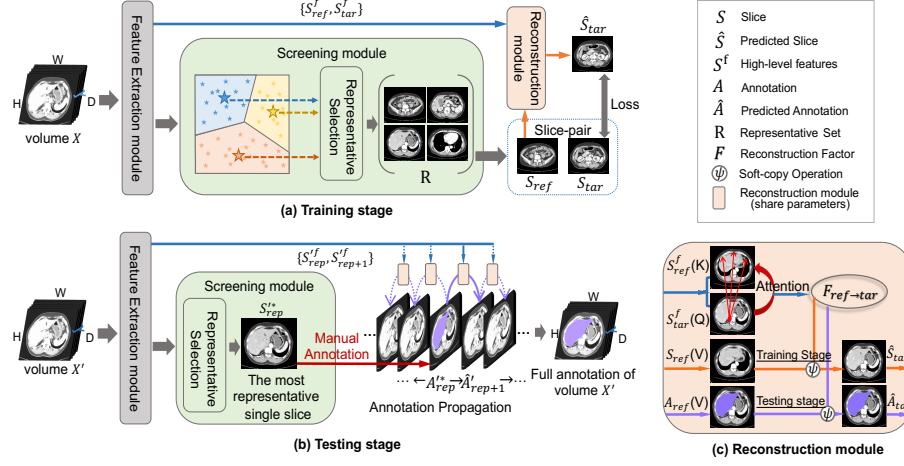 {S^f_ref, S^f_tar}
W
H
D
volume X
Feature Extraction module
Screening module
Representative Selection
R
Reconstruction module
Ŝ_tar
Loss
Slice-pair
S_ref
S_tar
(a) Training stage
S Slice
Ŝ Predicted Slice
S^f High-level features
A Annotation
Â Predicted Annotation
R Representative Set
F Reconstruction Factor
ψ Soft-copy Operation
Reconstruction module
(share parameters)
W
H
D
volume X′
Feature Extraction module
{S′^f_rep, S′^f_rep+1}
Screening module
Representative Selection
S′*_rep
The most
representative
single slice
Manual
Annotation
··· ···
··· ←A′*_rep→Â′_rep+1→···
Annotation Propagation
W
H
D
Full annotation of
volume X′
(b) Testing stage
S^f_ref(K)
S^f_tar(Q)
Attention
F_ref→tar
S_ref(V)
Training Stage
ψ
Ŝ_ta
A_ref(V)
Testing stage
ψ
Â_ta
(c) Reconstruction module